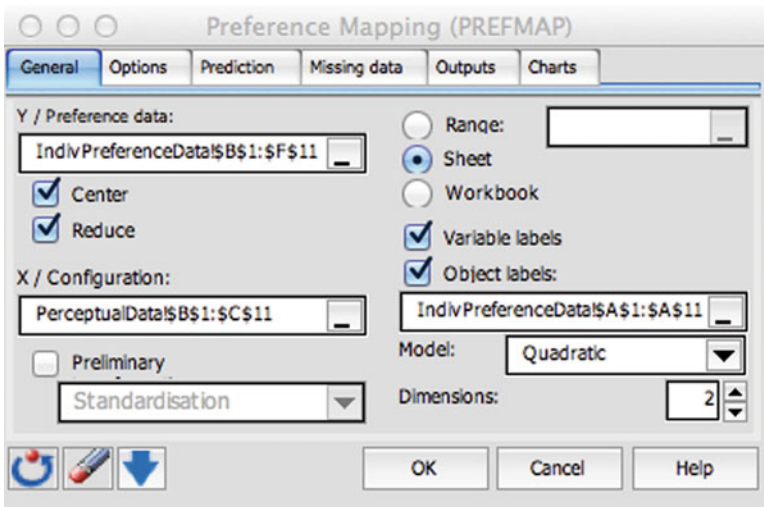 Preference Mapping (PREFMAP)
General Options Prediction Missing data Outputs Charts
Y / Preference data:
IndivPreferenceData!$B$1:$F$11
Center
Reduce
X / Configuration:
PerceptualData!$B$1:$C$11
Preliminary
Standardisation
Range:
Sheet
Workbook
Variable labels
Object labels:
IndivPreferenceData!$A$1:$A$11
Model: Quadratic
Dimensions: 2
OK Cancel Help